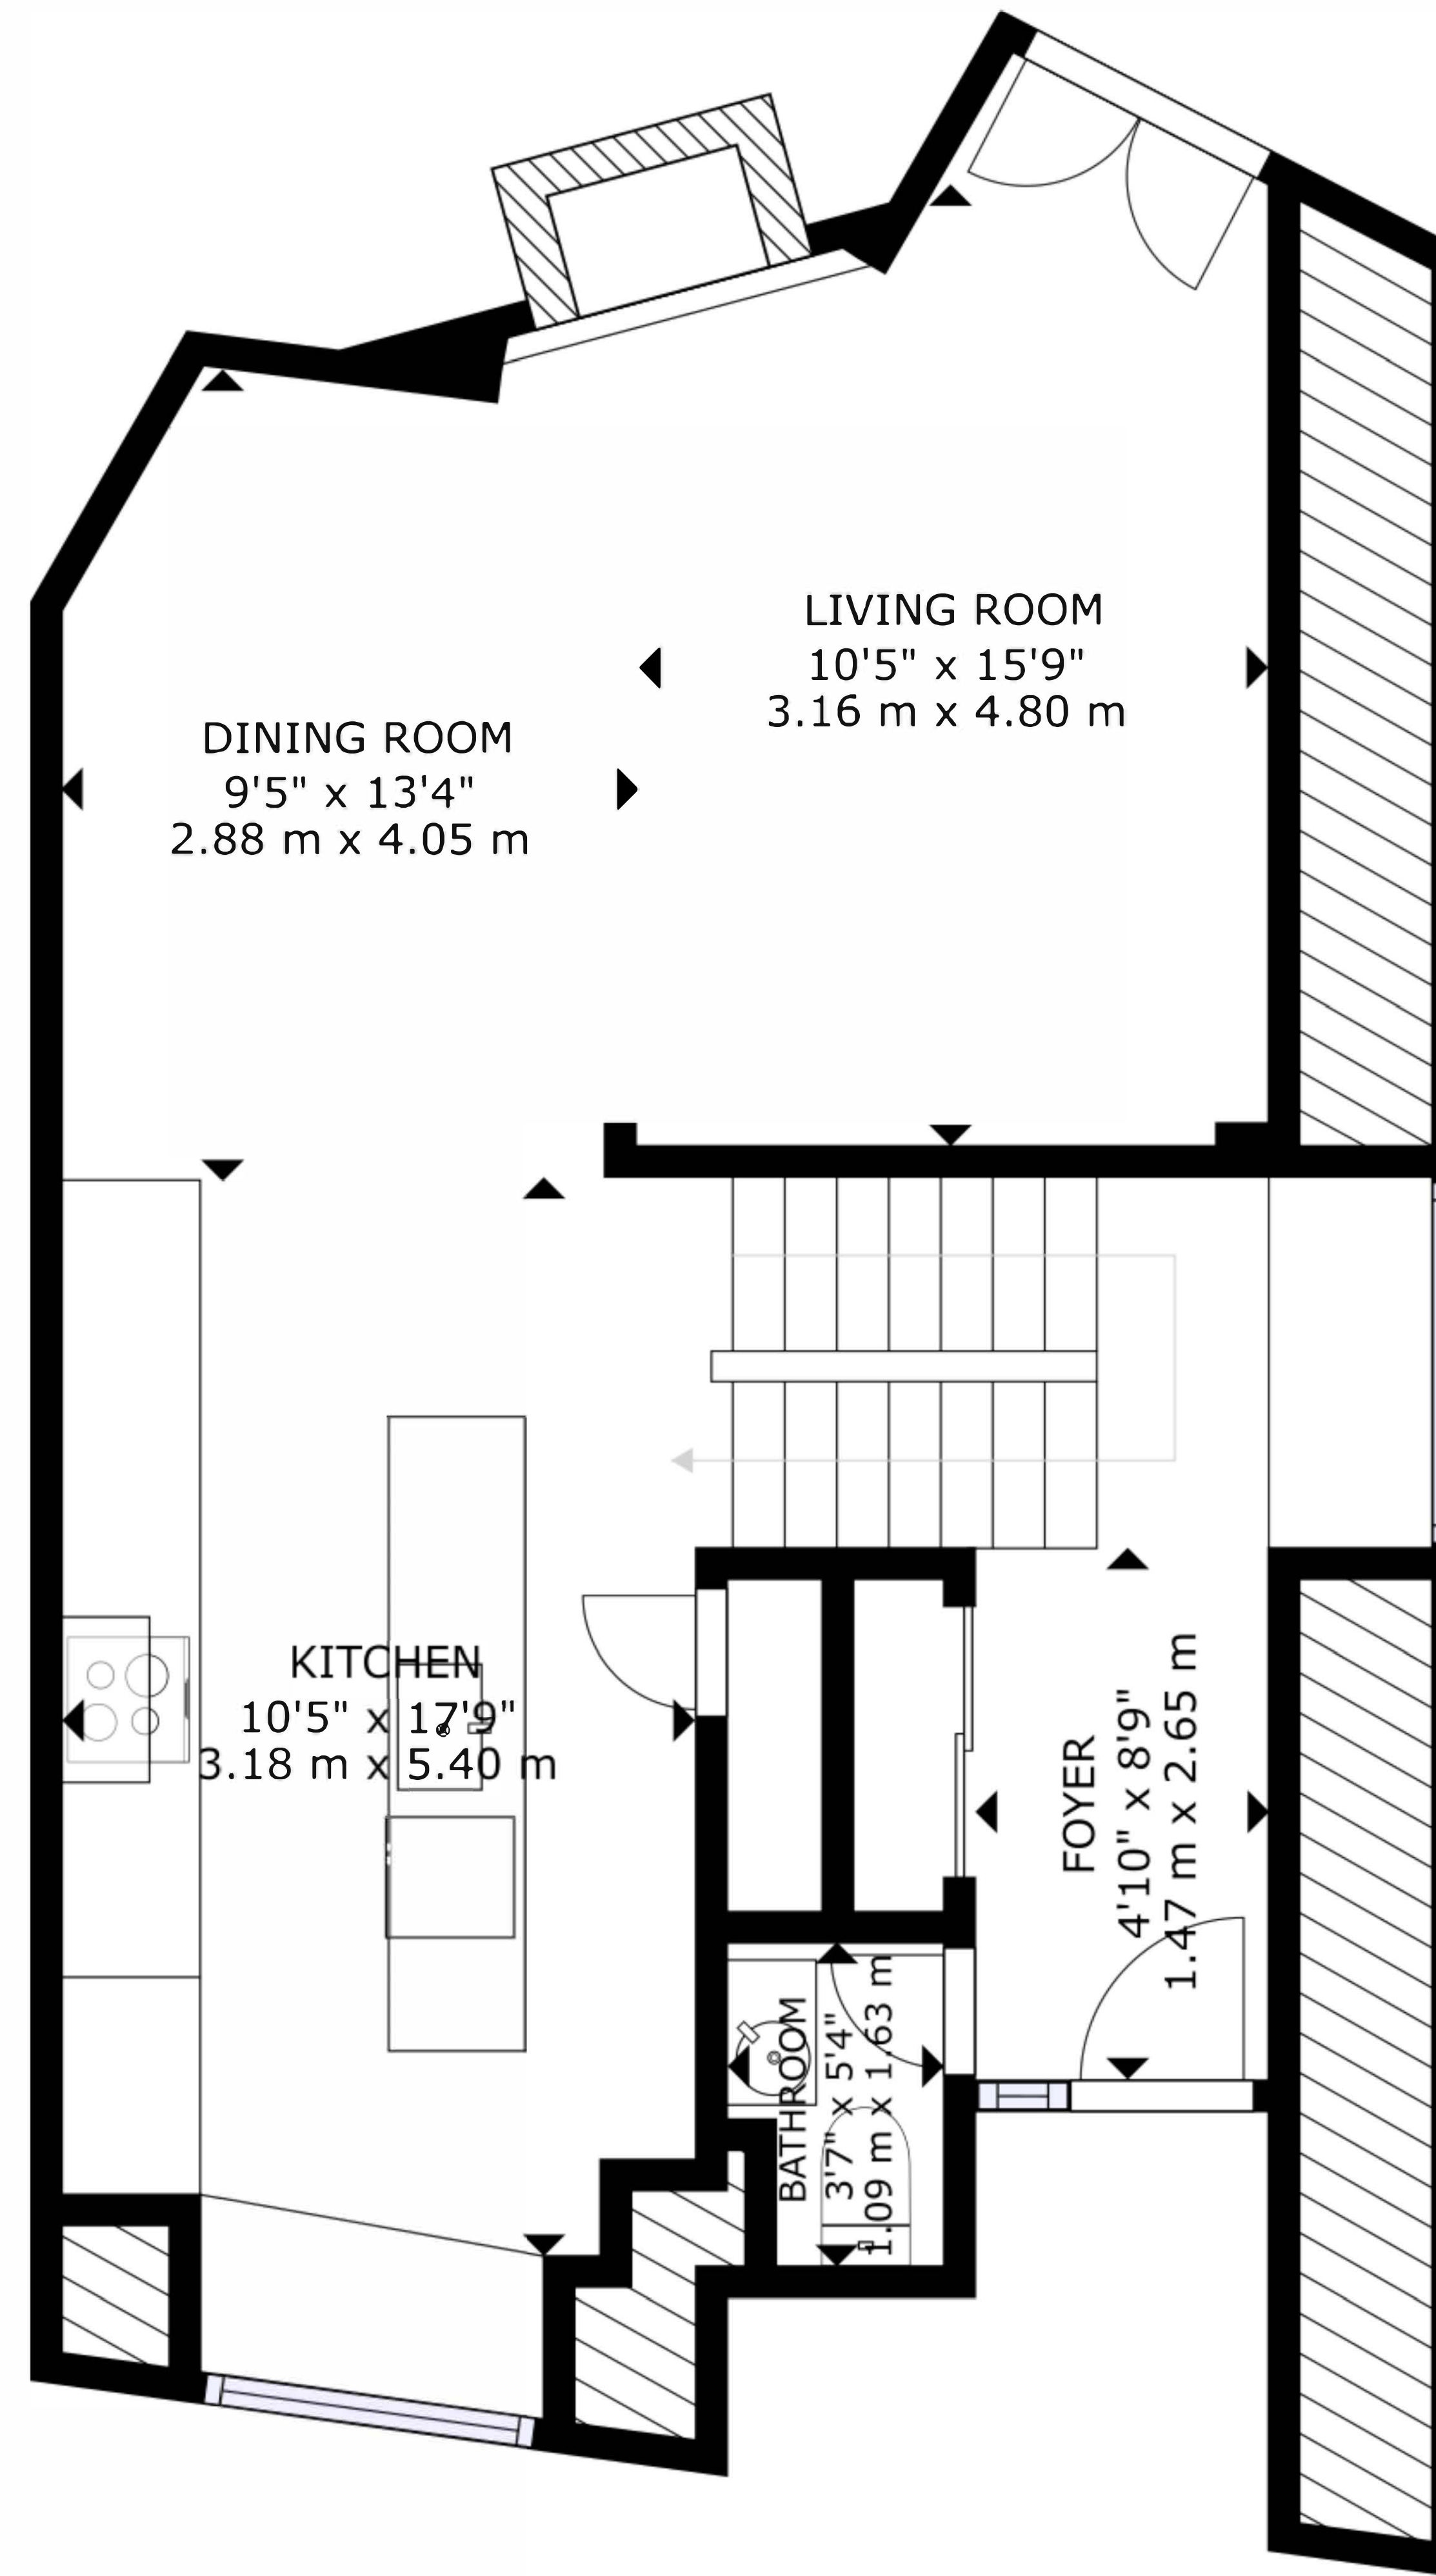 LIVING ROOM
10'5" x 15'9"
3.16 m x 4.80 m
DINING ROOM
9'5" x 13'4"
2.88 m x 4.05 m
KITCHEN
10'5" x 17'9"
3.18 m x 5.40 m
FOYER
4'10" x 8'9"
1.47 m x 2.65 m
BATHROOM
3'7" x 5'4"
1.09 m x 1.63 m